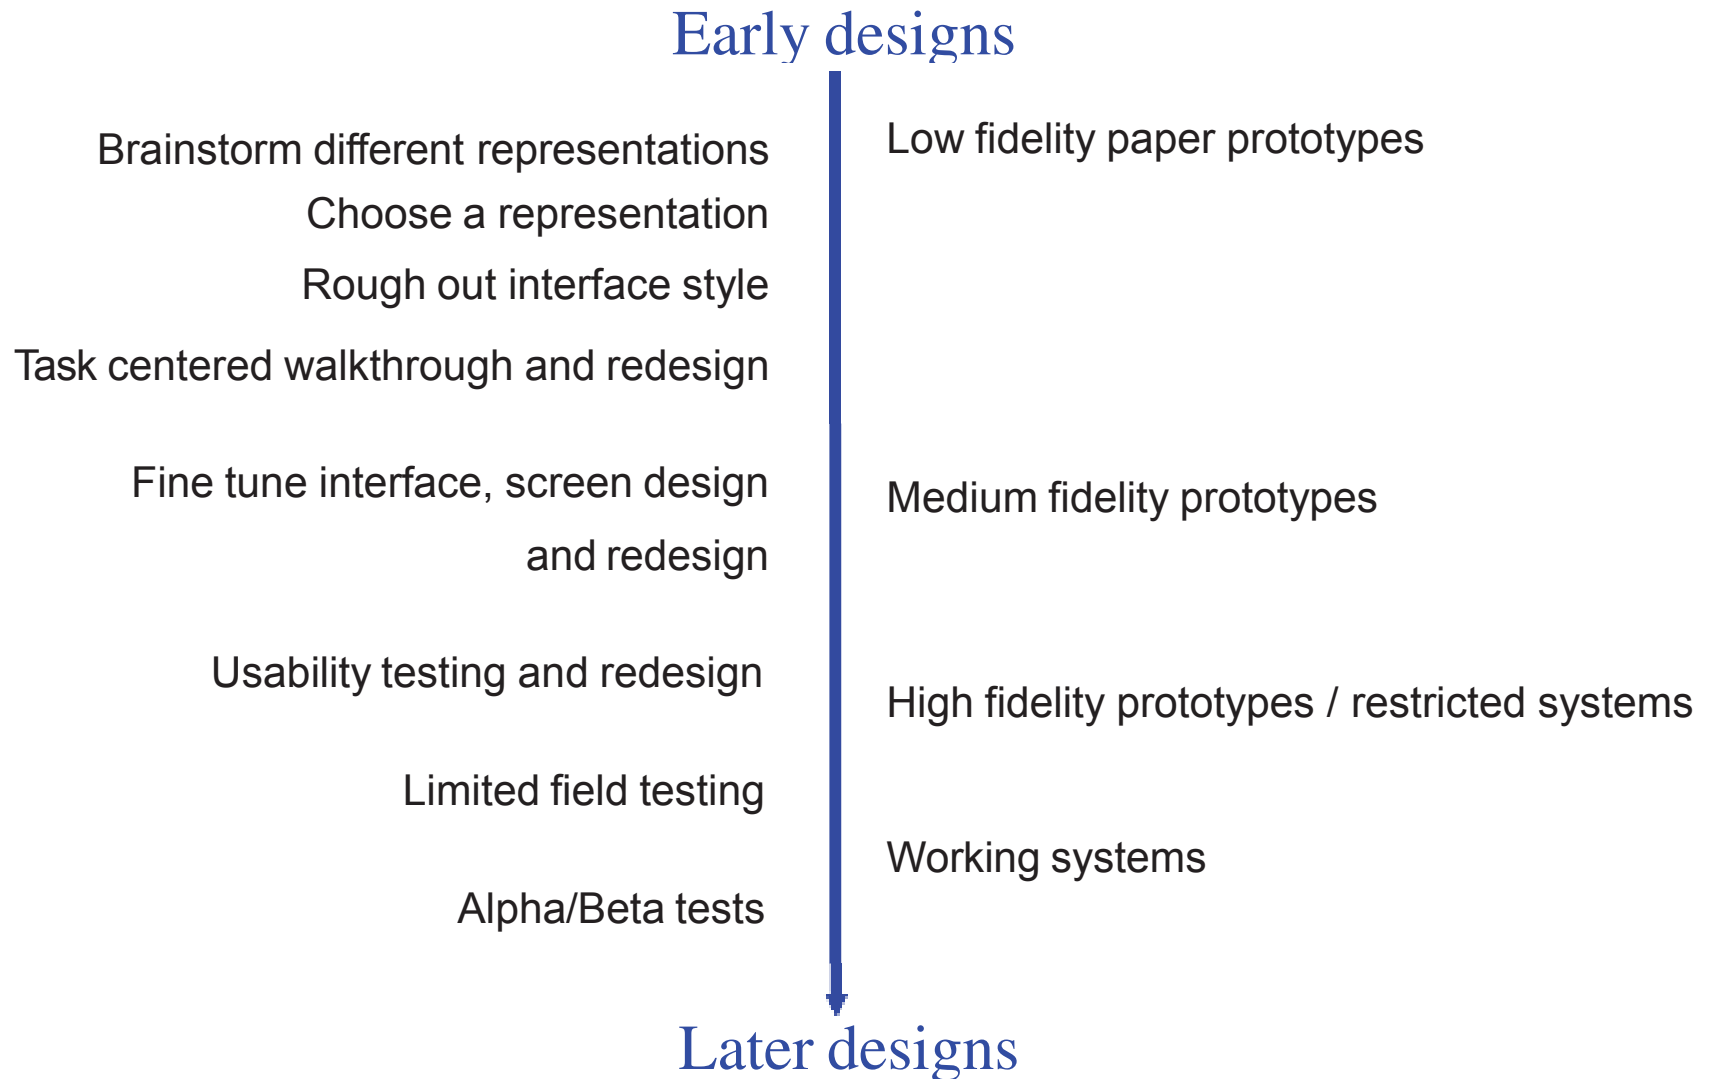 Early designs
Brainstorm different representations
Low fidelity paper prototypes
Choose a representation
Rough out interface style
Task centered walkthrough and redesign
Fine tune interface, screen design
and redesign
Medium fidelity prototypes
Usability testing and redesign
High fidelity prototypes / restricted systems
Limited field testing
Working systems
Alpha/Beta tests
Later designs